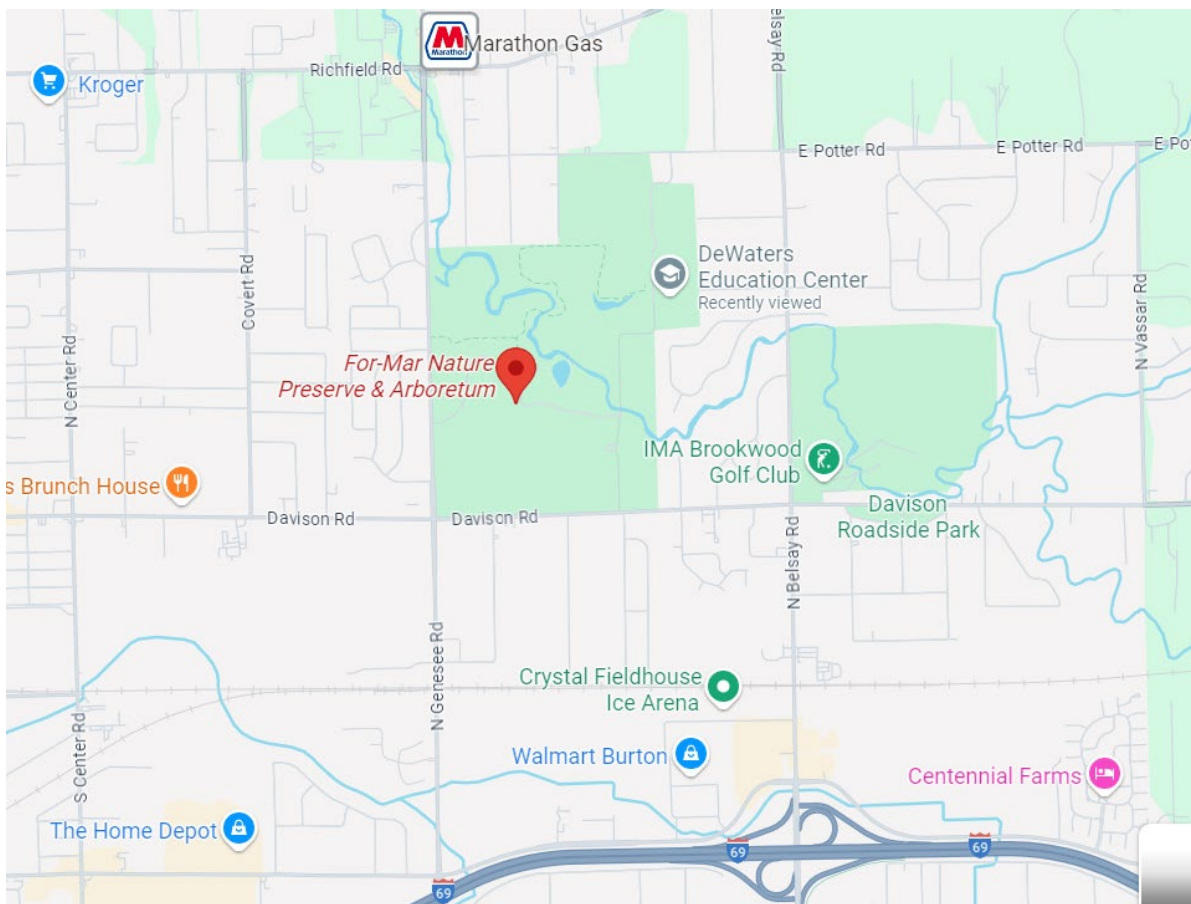 elsay Rd
Marathon
Marathon Gas
Richfield Rd
Kroger
E Potter Rd
E Potter Rd
E Pot
DeWaters
Education Center
Recently viewed
Covert Rd
N Vassar Rd
N Center Rd
For-Mar Nature
Preserve & Arboretum
IMA Brookwood
Golf Club
s Brunch House
Davison Rd
Davison Rd
Davison
Roadside Park
N Belsay Rd
N Genesee Rd
Crystal Fieldhouse
Ice Arena
S Center Rd
Walmart Burton
Centennial Farms
The Home Depot
69
69
69